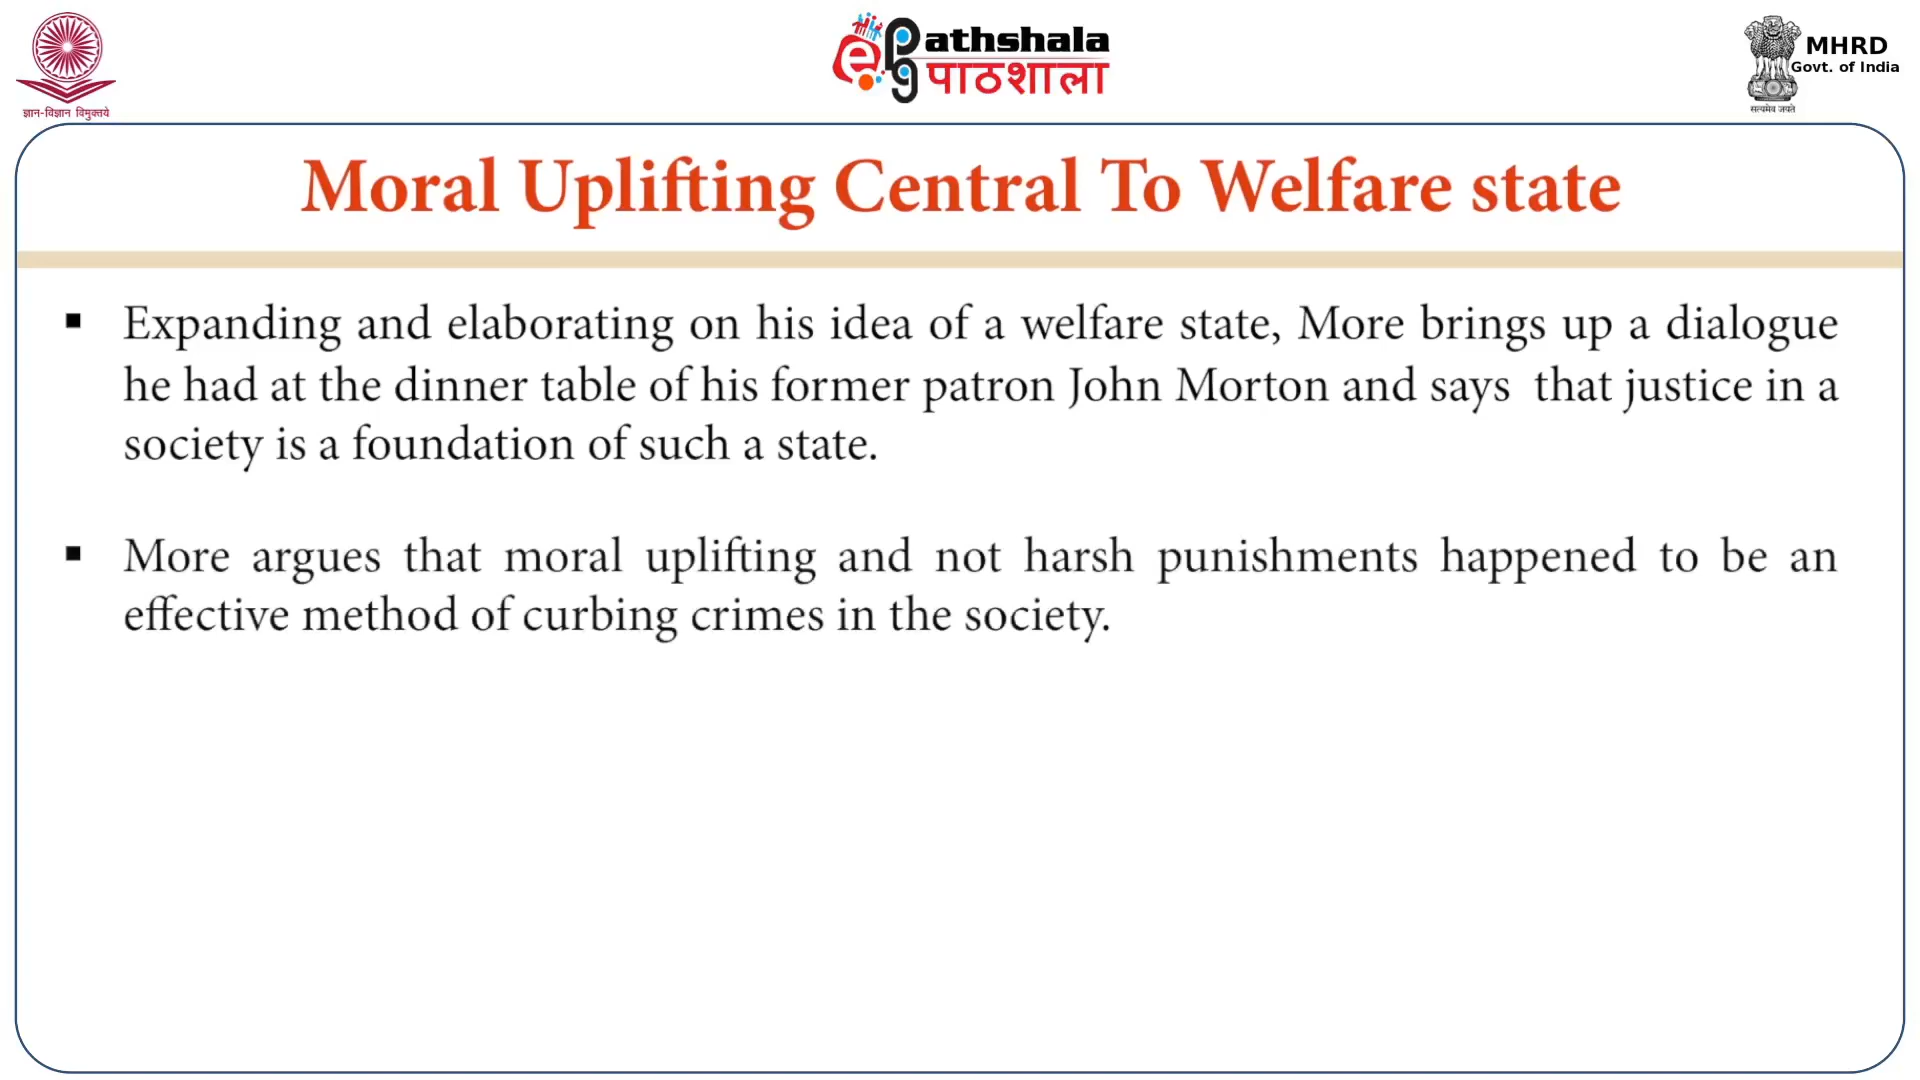 ज्ञान-विज्ञान विमुक्तये
e pg Pathshala
पाठशाला
MHRD
Govt. of India
सत्यमेव जयते
Moral Uplifting Central To Welfare state
▪ Expanding and elaborating on his idea of a welfare state, More brings up a dialogue
he had at the dinner table of his former patron John Morton and says that justice in a
society is a foundation of such a state.
▪ More argues that moral uplifting and not harsh punishments happened to be an
effective method of curbing crimes in the society.